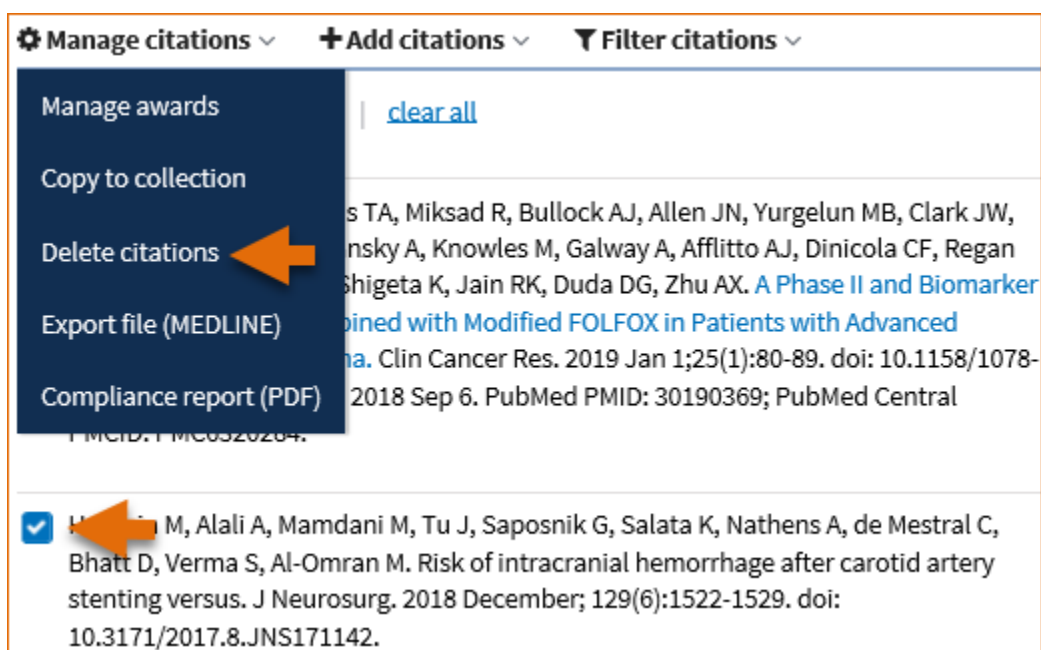 Manage citations
Add citations
Filter citations
Manage awards
clear all
Copy to collection
s TA, Miksad R, Bullock AJ, Allen JN, Yurgelun MB, Clark JW,
Delete citations
nsky A, Knowles M, Galway A, Afflitto AJ, Dinicola CF, Regan
Shigeta K, Jain RK, Duda DG, Zhu AX. A Phase II and Biomarker
Export file (MEDLINE)
bined with Modified FOLFOX in Patients with Advanced
na. Clin Cancer Res. 2019 Jan 1;25(1):80-89. doi: 10.1158/1078-
Compliance report (PDF)
2018 Sep 6. PubMed PMID: 30190369; PubMed Central
M, Alali A, Mamdani M, Tu J, Saposnik G, Salata K, Nathens A, de Mestral C,
Bhatt D, Verma S, Al-Omran M. Risk of intracranial hemorrhage after carotid artery
stenting versus. J Neurosurg. 2018 December; 129(6):1522-1529. doi:
10.3171/2017.8.JNS171142.